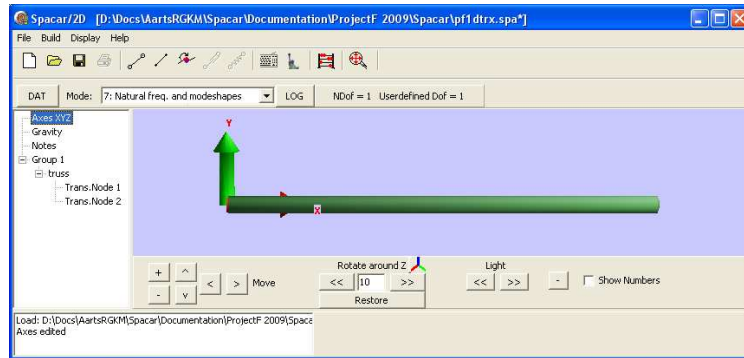 Spacar/2D [D:\Docs\AartsRGKM\Spacar\Documentation\ProjectF 2009\Spacar\pf1dtrx.spa*]
File Build Display Help
DAT Mode: 7: Natural freq. and modeshapes LOG NDof = 1 Userdefined Dof = 1
Axes XYZ
Gravity
Notes
Group 1
truss
Trans.Node 1
Trans.Node 2
Y
X
+ ^ < > Move
- v
Rotate around Z
<< 10 >>
Restore
Light
<< >>
- Show Numbers
Load: D:\Docs\AartsRGKM\Spacar\Documentation\ProjectF 2009\Spaca
Axes edited